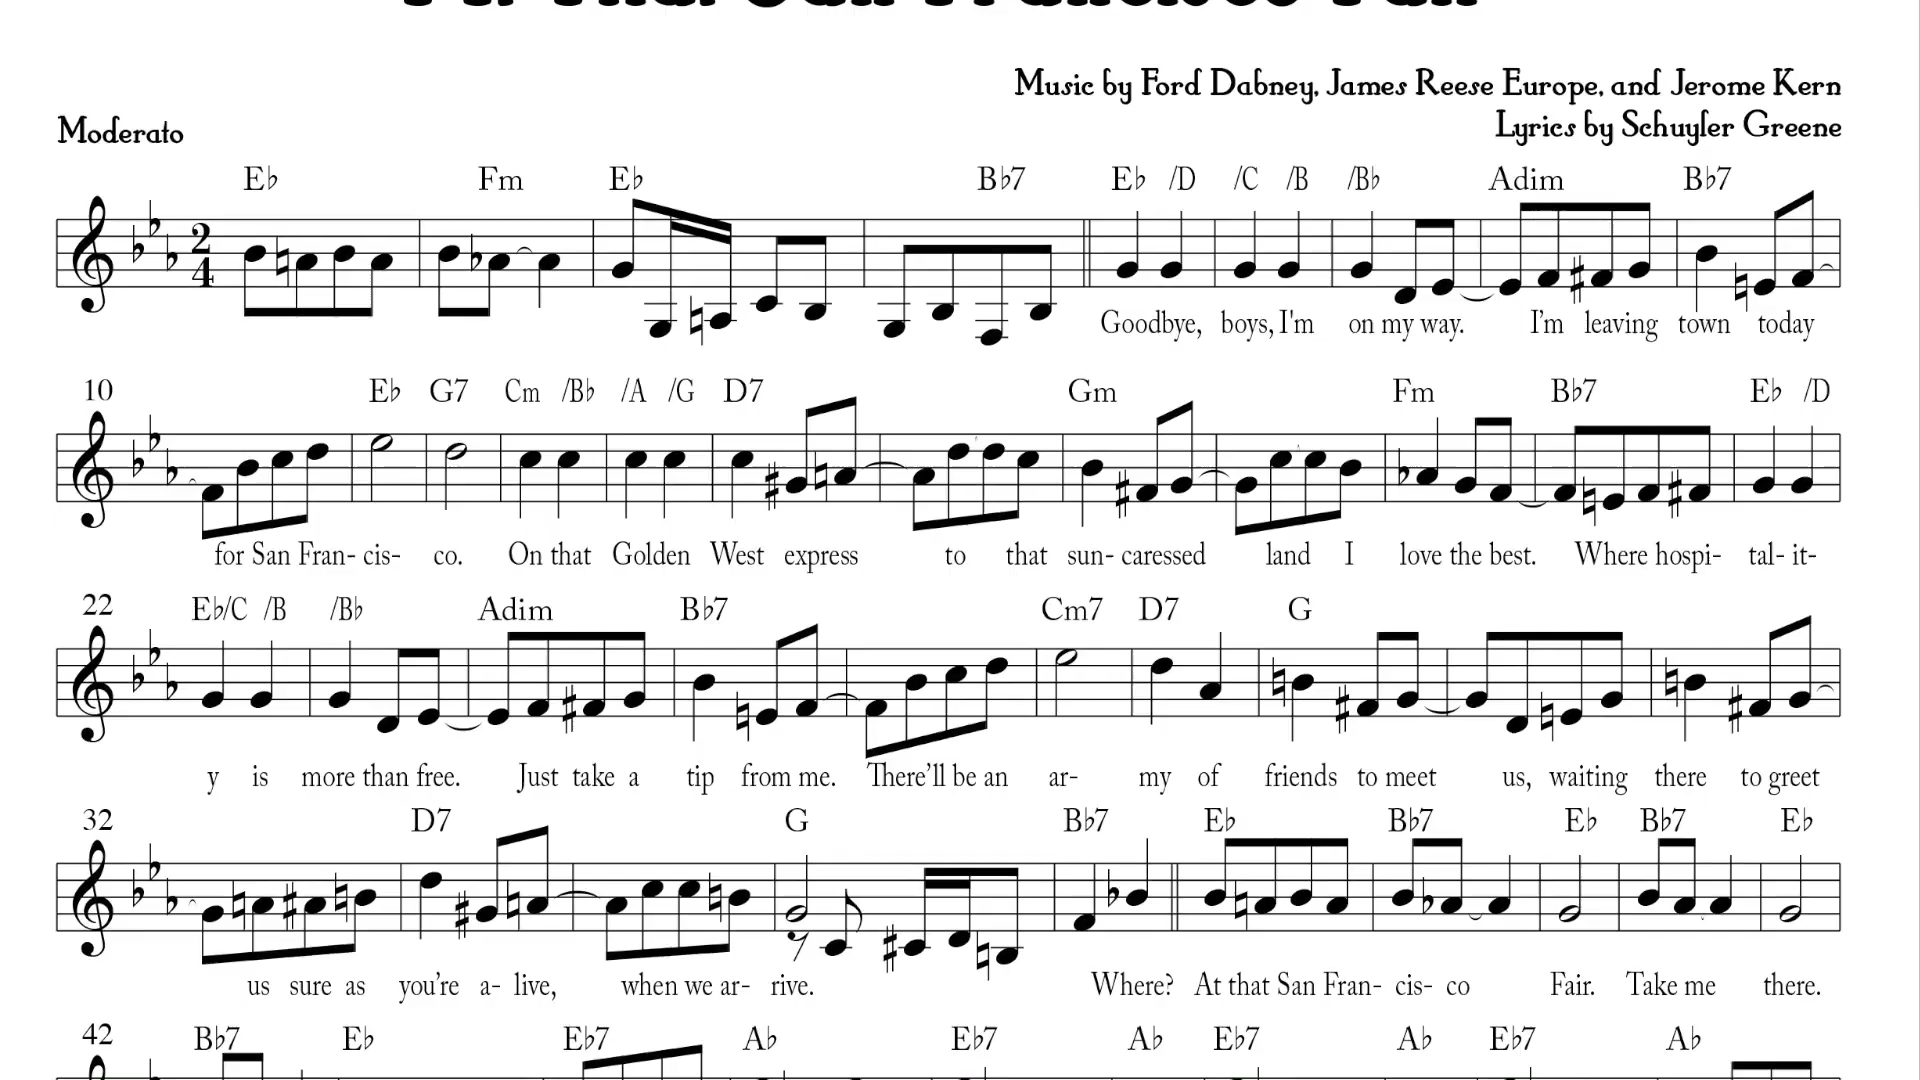 At That San Francisco Fair
Music by Ford Dabney, James Reese Europe, and Jerome Kern
Moderato
Lyrics by Schuyler Greene
E♭ Fm E♭ B♭7 E♭ /D /C /B /B♭ Adim B♭7
2
4
Goodbye, boys, I'm on my way. I'm leaving town today
10 E♭ G7 Cm /B♭ /A /G D7 Gm Fm B♭7 E♭ /D
for San Fran- cis- co. On that Golden West express to that sun- caressed land I love the best. Where hospi- tal- it-
22 E♭/C /B /B♭ Adim B♭7 Cm7 D7 G
y is more than free. Just take a tip from me. There'll be an ar- my of friends to meet us, waiting there to greet
32 D7 G B♭7 E♭ B♭7 E♭ B♭7 E♭
us sure as you're a- live, when we ar- rive. Where? At that San Fran- cis- co Fair. Take me there.
42 B♭7 E♭ E♭7 A♭ E♭7 A♭ E♭7 A♭ E♭7 A♭